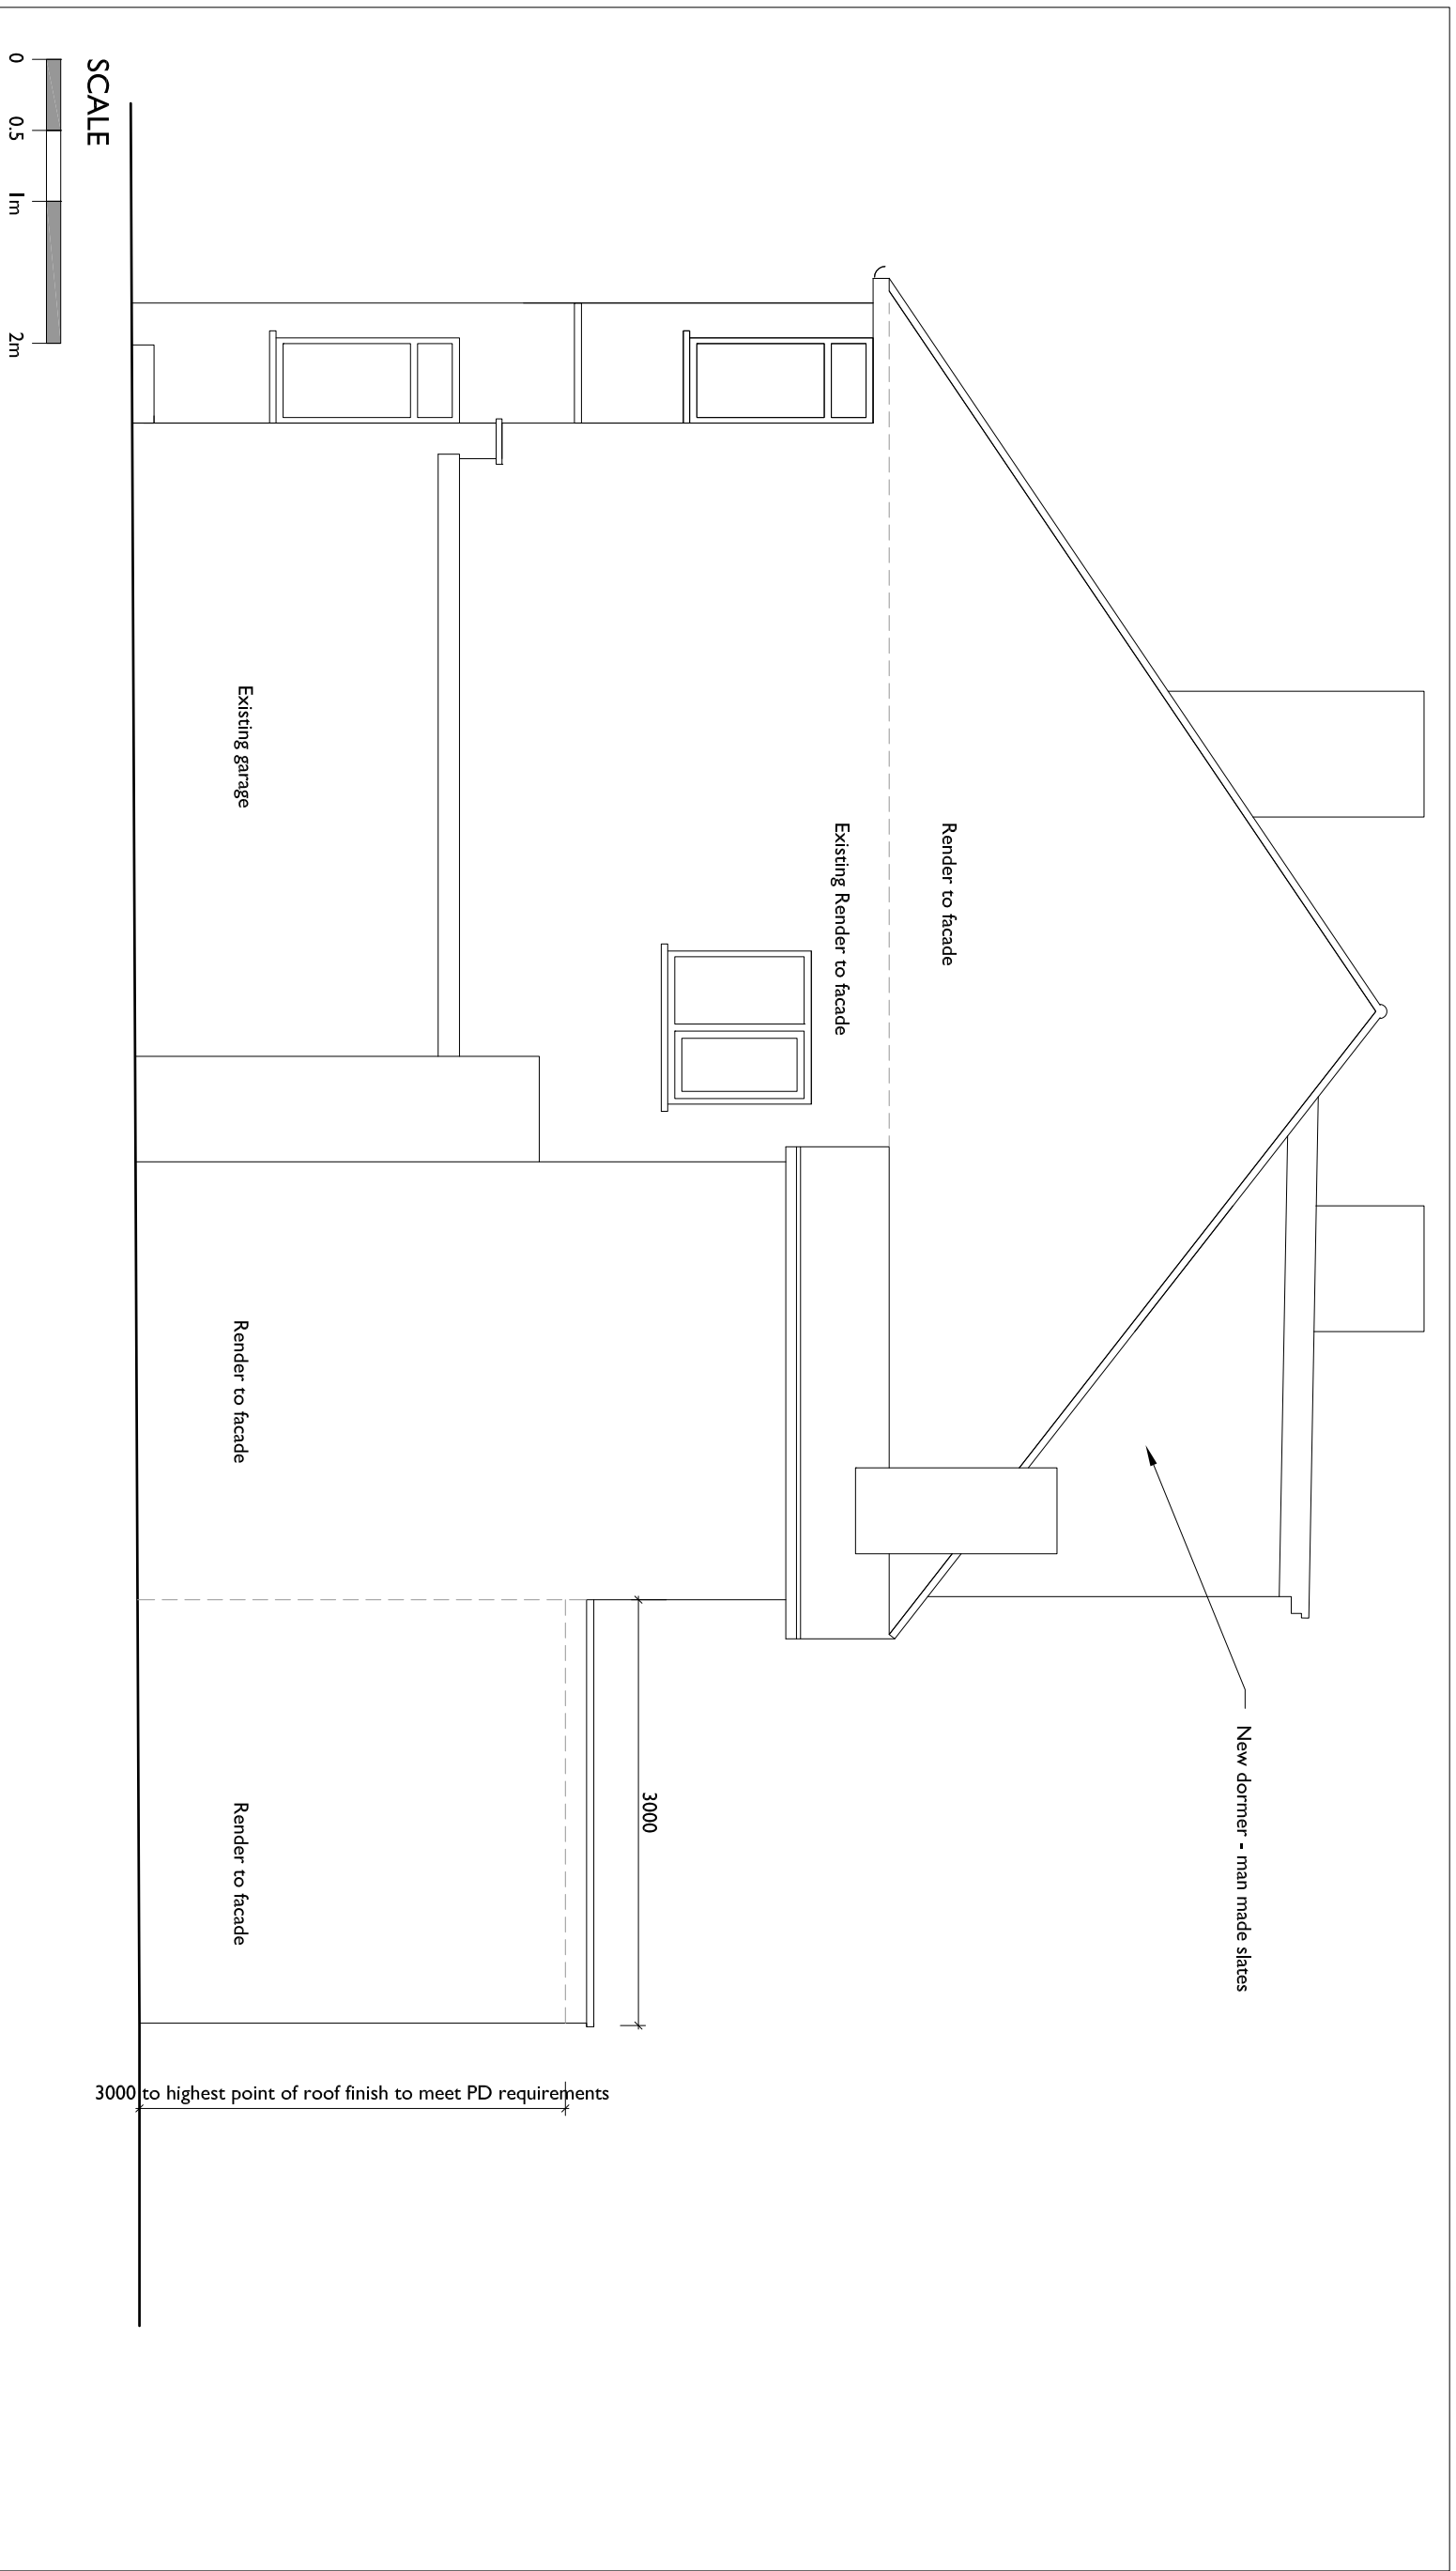 New dormer - man made slates
Render to facade
Existing Render to facade
3000
3000 to highest point of roof finish to meet PD requirements
Existing garage
Render to facade
Render to facade
SCALE
0
0.5
1m
2m